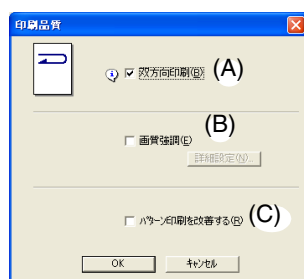 印刷品質
双方向印刷(B) (A)
(B)
画質強調(E)
詳細設定(N)...
パターン印刷を改善する(R) (C)
OK キャンセル